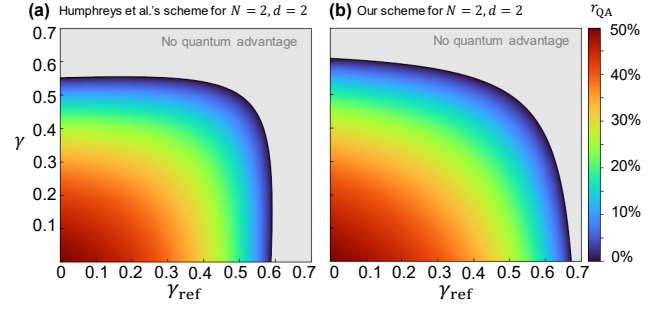 (a) Humphreys et al.'s scheme for N = 2, d = 2
(b) Our scheme for N = 2, d = 2
r_QA
0.7
0.6
0.5
0.4
0.3
0.2
0.1
γ
No quantum advantage
No quantum advantage
50%
40%
30%
20%
10%
0%
0 0.1 0.2 0.3 0.4 0.5 0.6 0.7
0 0.1 0.2 0.3 0.4 0.5 0.6 0.7
γ_ref
γ_ref